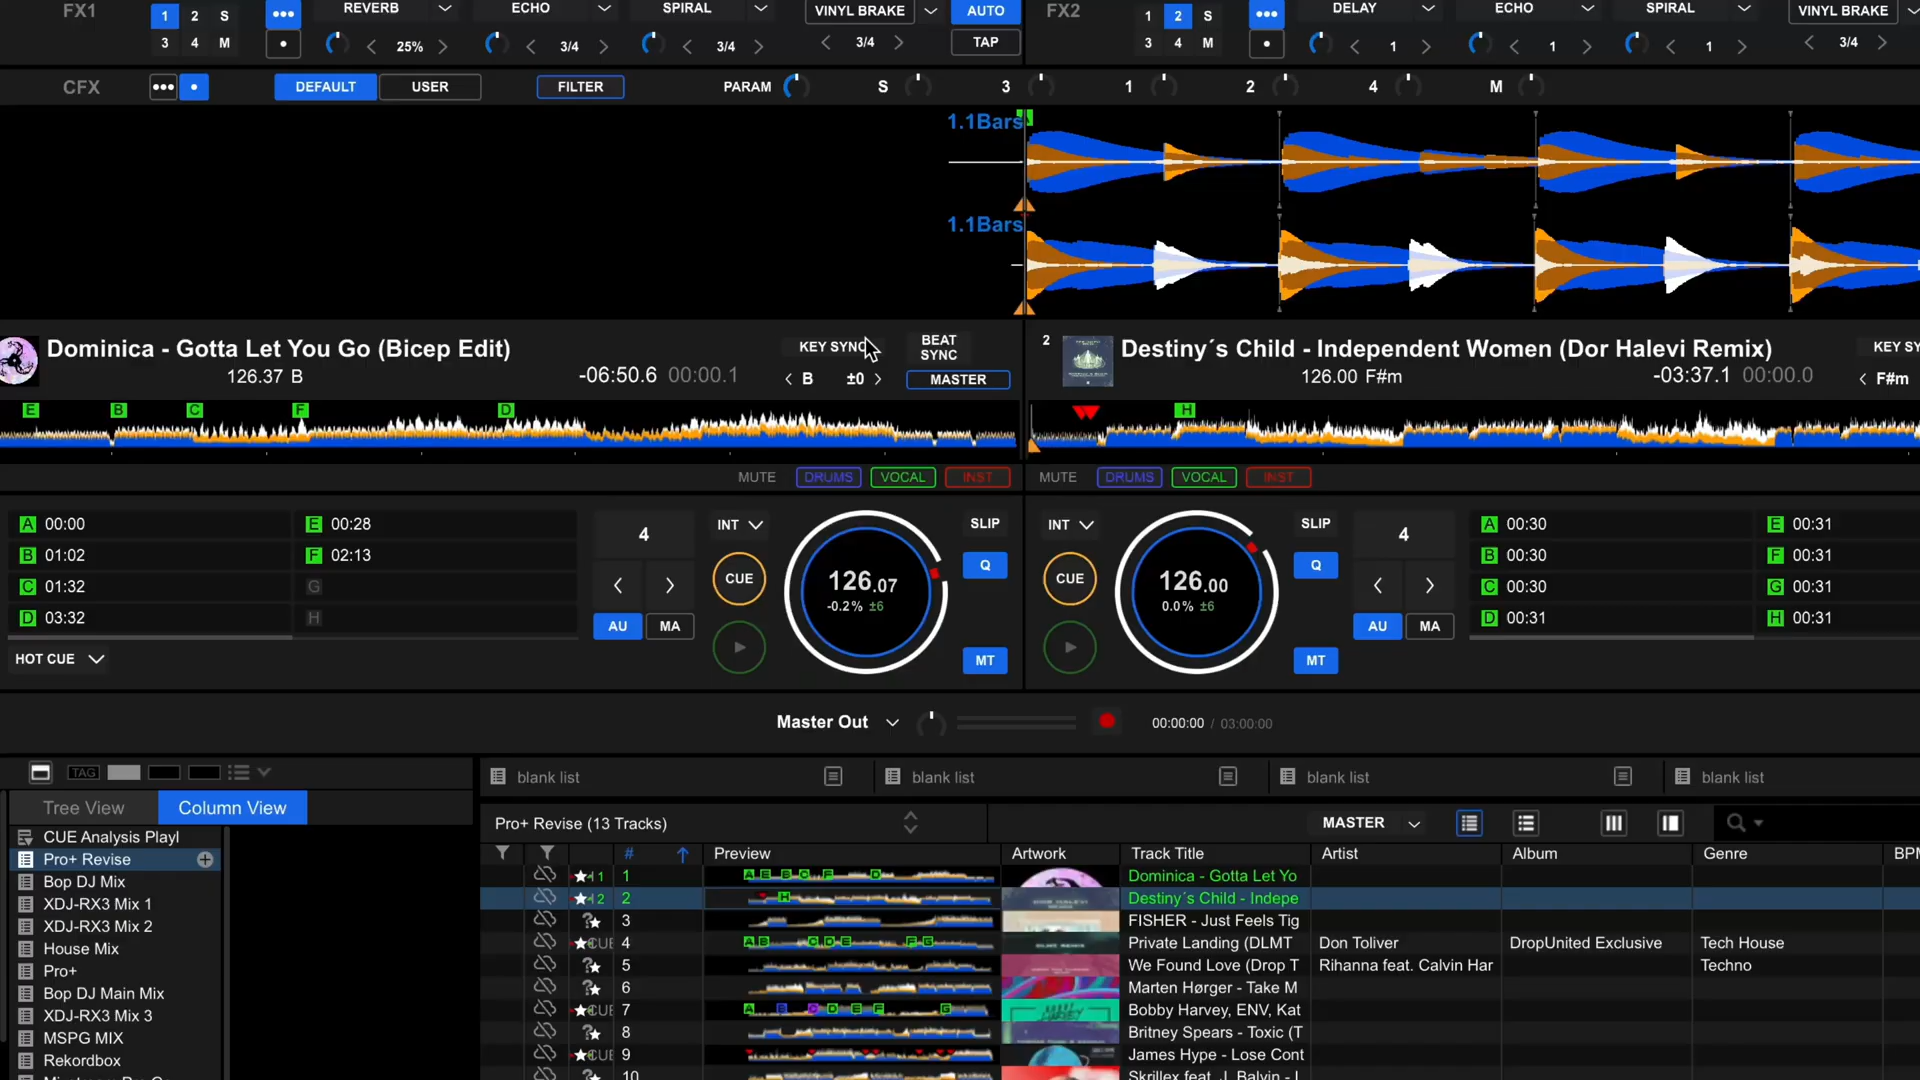 FX1
1 2 S
3 4 M
REVERB
25%
ECHO
3/4
SPIRAL
3/4
VINYL BRAKE
3/4
AUTO
TAP
FX2
1 2 S
3 4 M
DELAY
1
ECHO
1
SPIRAL
1
VINYL BRAKE
3/4
CFX
DEFAULT
USER
FILTER
PARAM
S
3
1
2
4
M
1.1Bars
1.1Bars
Dominica - Gotta Let You Go (Bicep Edit)
126.37 B
-06:50.6 00:00.1
KEY SYNC
B ±0
BEAT
SYNC
MASTER
2
Destiny´s Child - Independent Women (Dor Halevi Remix)
126.00 F#m
-03:37.1 00:00.0
KEY SY
F#m
E B C F D
H
MUTE DRUMS VOCAL INST
MUTE DRUMS VOCAL INST
A 00:00
B 01:02
C 01:32
D 03:32
E 00:28
F 02:13
G
H
HOT CUE
4
AU MA
INT
CUE
126.07
-0.2% ±6
SLIP
Q
MT
INT
CUE
126.00
0.0% ±6
SLIP
Q
MT
4
AU MA
A 00:30
B 00:30
C 00:30
D 00:31
E 00:31
F 00:31
G 00:31
H 00:31
Master Out
00:00:00 / 03:00:00
TAG
Tree View
Column View
CUE Analysis Playl
Pro+ Revise
Bop DJ Mix
XDJ-RX3 Mix 1
XDJ-RX3 Mix 2
House Mix
Pro+
Bop DJ Main Mix
XDJ-RX3 Mix 3
MSPG MIX
Rekordbox
blank list
blank list
blank list
blank list
Pro+ Revise (13 Tracks)
MASTER
# Preview Artwork Track Title Artist Album Genre BPM
1 1 Dominica - Gotta Let Yo
2 2 Destiny´s Child - Indepe
3 FISHER - Just Feels Tig
CUE 4 Private Landing (DLMT Don Toliver DropUnited Exclusive Tech House
5 We Found Love (Drop T Rihanna feat. Calvin Har Techno
6 Marten Hørger - Take M
CUE 7 Bobby Harvey, ENV, Kat
8 Britney Spears - Toxic (T
CUE 9 James Hype - Lose Cont
10 Skrillex feat. J. Balvin - I